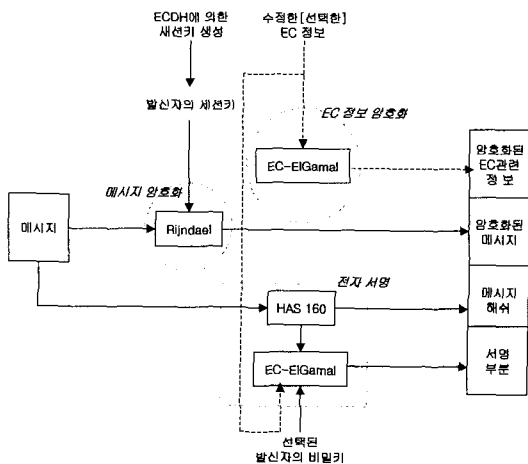 ECDH에 의한
새션키 생성
수정한[선택한]
EC 정보
발신자의 세션키
EC 정보 암호화
EC-ElGamal
암호화된
EC관련
정 보
메시지 암호화
메시지
Rijndael
암호화된
메시지
전자 서명
HAS 160
메시지
해쉬
EC-ElGamal
서명
부분
선택된
발신자의 비밀키